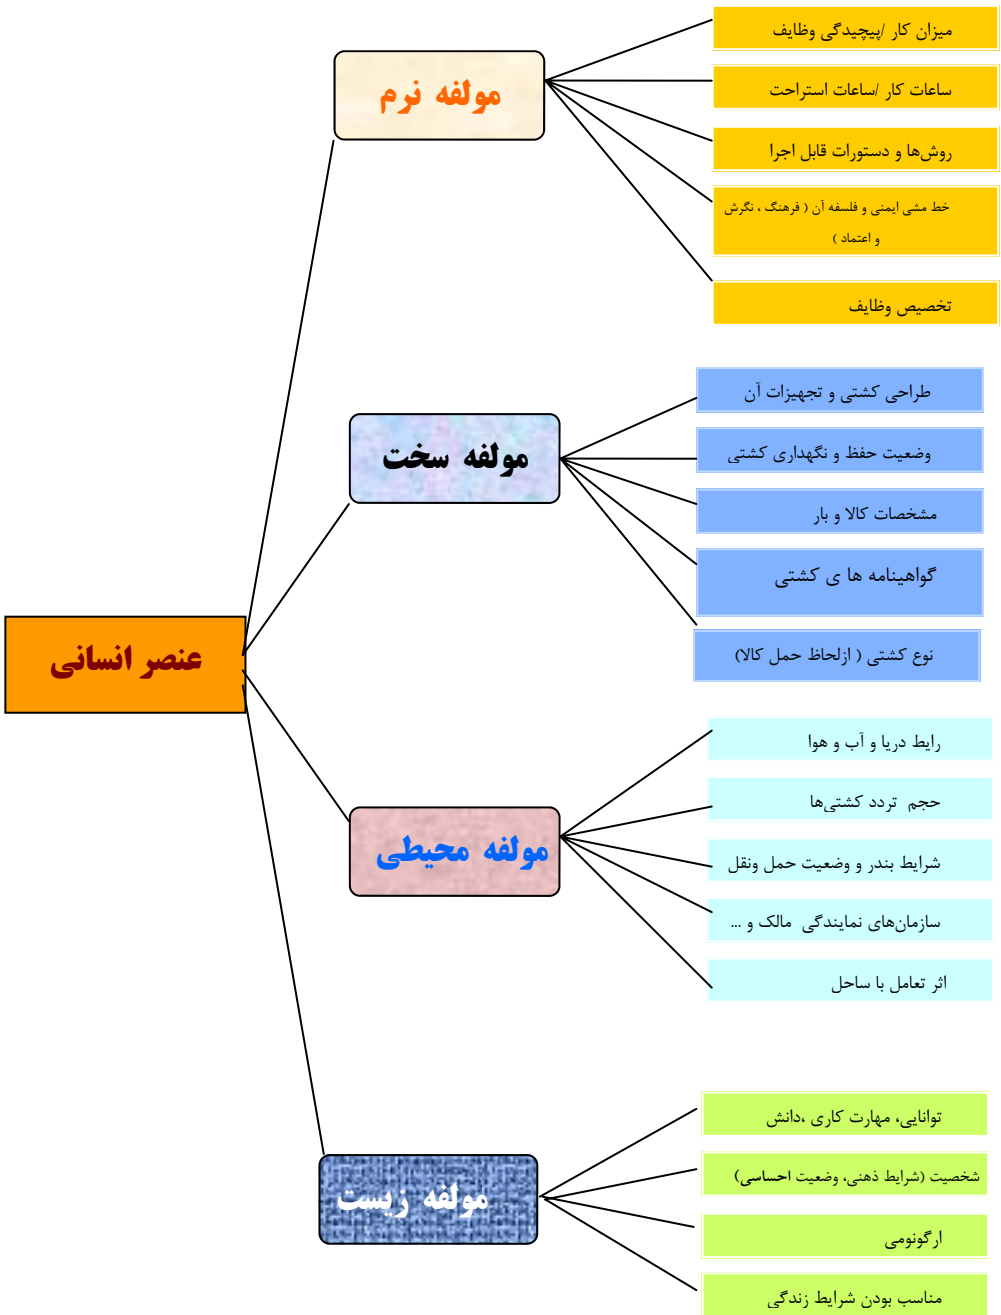 عنصر انسانی
مولفه نرم
میزان کار /پیچیدگی وظایف
ساعات کار /ساعات استراحت
روش‌ها و دستورات قابل اجرا
خط مشی ایمنی و فلسفه آن ( فرهنگ ، نگرش
و اعتماد )
تخصیص وظایف
مولفه سخت
طراحی کشتی و تجهیزات آن
وضعیت حفظ و نگهداری کشتی
مشخصات کالا و بار
گواهینامه ها ی کشتی
نوع کشتی ( ازلحاظ حمل کالا)
مولفه محیطی
رایط دریا و آب و هوا
حجم تردد کشتی‌ها
شرایط بندر و وضعیت حمل ونقل
سازمان‌های نمایندگی مالک و ...
اثر تعامل با ساحل
مولفه زیست
توانایی، مهارت کاری ،دانش
شخصیت (شرایط ذهنی، وضعیت احساسی)
ارگونومی
مناسب بودن شرایط زندگی